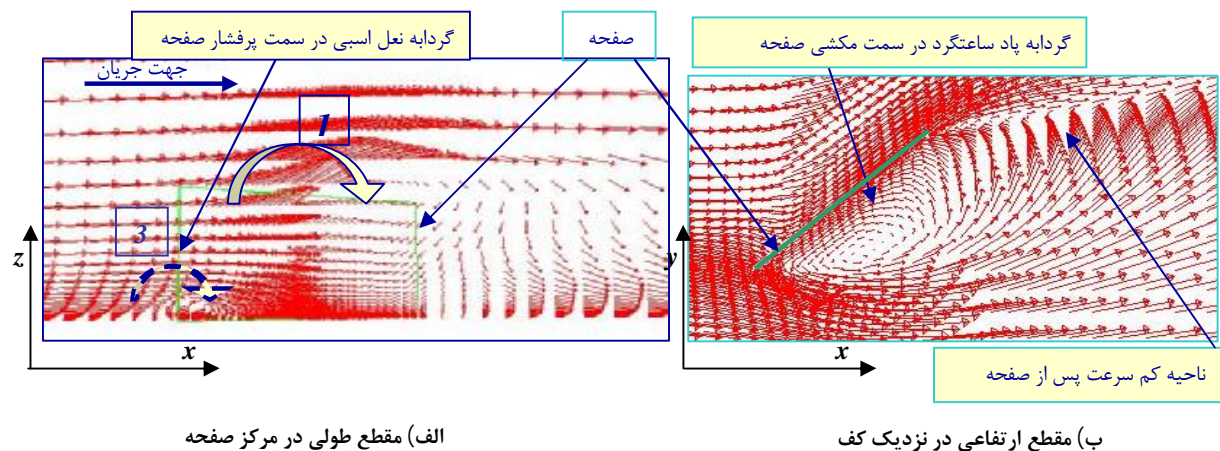 گردابه نعل اسبی در سمت پرفشار صفحه
صفحه
گردابه پاد ساعتگرد در سمت مکشی صفحه
جهت جریان
1
3
z
x
y
x
ناحیه کم سرعت پس از صفحه
الف) مقطع طولی در مرکز صفحه
ب) مقطع ارتفاعی در نزدیک کف